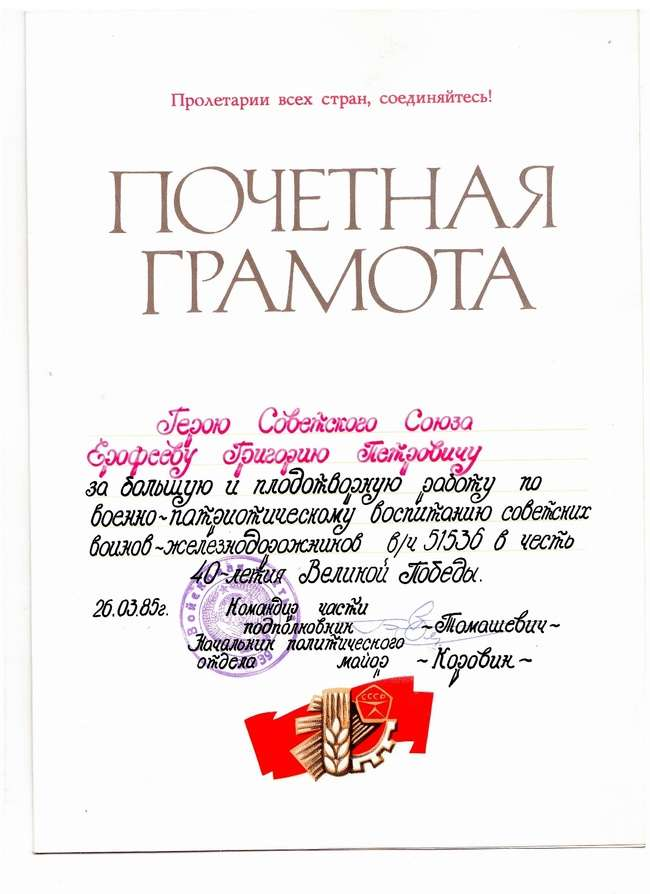 Пролетарии всех стран, соединяйтесь!
ПОЧЕТНАЯ
ГРАМОТА
Герою Советского Союза
Ерофееву Григорию Петровичу
за большую и плодотворную работу по
военно-патриотическому воспитанию советских
воинов-железнодорожников в/ч 51536 в честь
40-летия Великой Победы.
26.03.85г. Командир части
подполковник ~Томашевич~
Начальник политического
отдела майор ~Коровин~
СССР